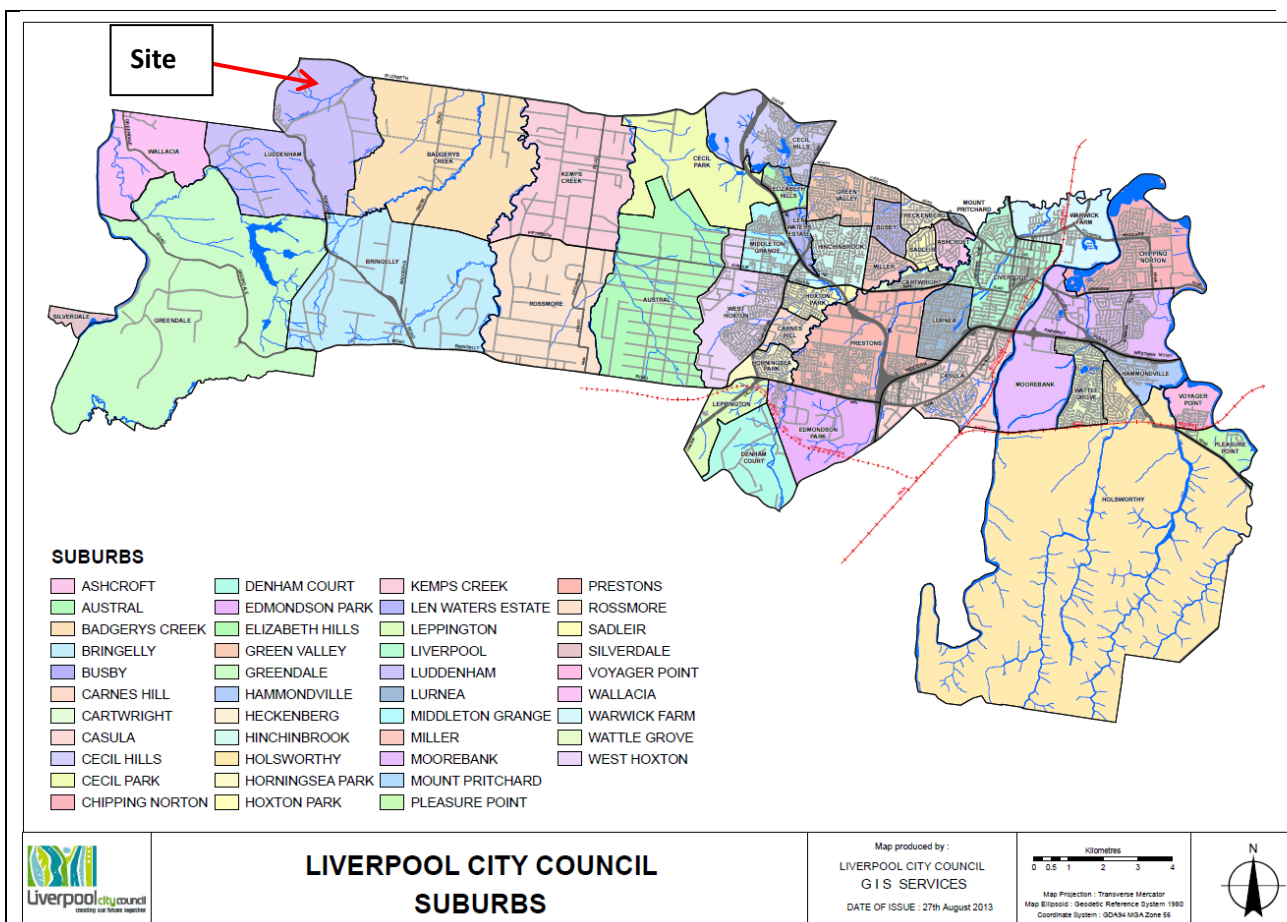 Site
WALLACIA
LUDDENHAM
BADGERYS
CREEK
KEMPS
CREEK
CECIL
PARK
CECIL
HILLS
ELIZABETH
HILLS
GREEN
VALLEY
LEN
WATERS
ESTATE
MIDDLETON
GRANGE
HINCHINBROOK
BUSBY
HECKENBERG
SADLEIR
ASHCROFT
MOUNT
PRITCHARD
MILLER
CARTWRIGHT
LIVERPOOL
WARWICK
FARM
CHIPPING
NORTON
SILVERDALE
GREENDALE
BRINGELLY
ROSSMORE
AUSTRAL
WEST
HOXTON
HOXTON
PARK
CARNES
HILL
HORNINGSEA
PARK
PRESTONS
LURNEA
CASULA
MOOREBANK
WATTLE
GROVE
HAMMONDVILLE
VOYAGER
POINT
PLEASURE
POINT
LEPPINGTON
EDMONDSON
PARK
DENHAM
COURT
HOLSWORTHY
SUBURBS
ASHCROFT
AUSTRAL
BADGERYS CREEK
BRINGELLY
BUSBY
CARNES HILL
CARTWRIGHT
CASULA
CECIL HILLS
CECIL PARK
CHIPPING NORTON
DENHAM COURT
EDMONDSON PARK
ELIZABETH HILLS
GREEN VALLEY
GREENDALE
HAMMONDVILLE
HECKENBERG
HINCHINBROOK
HOLSWORTHY
HORNINGSEA PARK
HOXTON PARK
KEMPS CREEK
LEN WATERS ESTATE
LEPPINGTON
LIVERPOOL
LUDDENHAM
LURNEA
MIDDLETON GRANGE
MILLER
MOOREBANK
MOUNT PRITCHARD
PLEASURE POINT
PRESTONS
ROSSMORE
SADLEIR
SILVERDALE
VOYAGER POINT
WALLACIA
WARWICK FARM
WATTLE GROVE
WEST HOXTON
Liverpool city council
creating our future together
LIVERPOOL CITY COUNCIL
SUBURBS
Map produced by :
LIVERPOOL CITY COUNCIL
G I S SERVICES
DATE OF ISSUE : 27th August 2013
Kilometres
0 0.5 1 2 3 4
Map Projection : Transverse Mercator
Map Ellipsoid : Geodetic Reference System 1980
Coordinate System : GDA94 MGA Zone 56
N